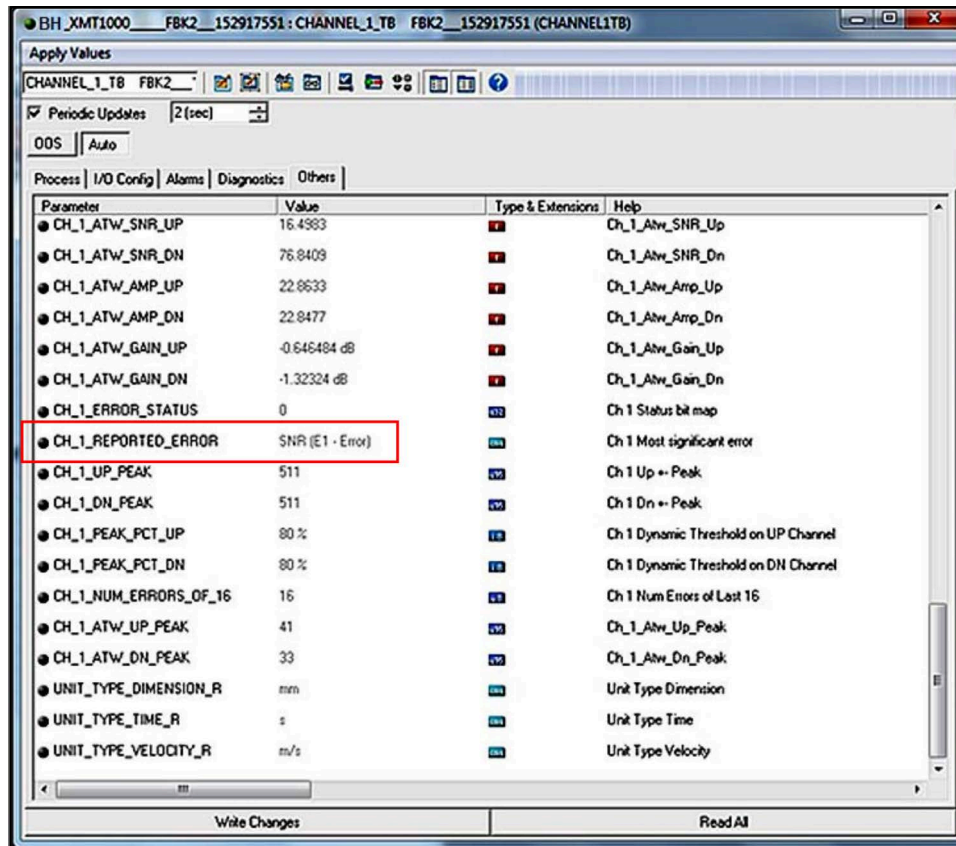 BH_XMT1000____FBK2__152917551 : CHANNEL_1_TB FBK2__152917551 (CHANNEL1TB)
Apply Values
CHANNEL_1_TB FBK2__
Periodic Updates 2 (sec)
OOS Auto
Process I/O Config Alarms Diagnostics Others
Parameter Value Type & Extensions Help
CH_1_ATW_SNR_UP 16.4983 Ch_1_Atw_SNR_Up
CH_1_ATW_SNR_DN 76.8409 Ch_1_Atw_SNR_Dn
CH_1_ATW_AMP_UP 22.8633 Ch_1_Atw_Amp_Up
CH_1_ATW_AMP_DN 22.8477 Ch_1_Atw_Amp_Dn
CH_1_ATW_GAIN_UP -0.646484 dB Ch_1_Atw_Gain_Up
CH_1_ATW_GAIN_DN -1.32324 dB Ch_1_Atw_Gain_Dn
CH_1_ERROR_STATUS 0 Ch 1 Status bit map
CH_1_REPORTED_ERROR SNR (E1 - Error) Ch 1 Most significant error
CH_1_UP_PEAK 511 Ch 1 Up +- Peak
CH_1_DN_PEAK 511 Ch 1 Dn +- Peak
CH_1_PEAK_PCT_UP 80 % Ch 1 Dynamic Threshold on UP Channel
CH_1_PEAK_PCT_DN 80 % Ch 1 Dynamic Threshold on DN Channel
CH_1_NUM_ERRORS_OF_16 16 Ch 1 Num Errors of Last 16
CH_1_ATW_UP_PEAK 41 Ch_1_Atw_Up_Peak
CH_1_ATW_DN_PEAK 33 Ch_1_Atw_Dn_Peak
UNIT_TYPE_DIMENSION_R mm Unit Type Dimension
UNIT_TYPE_TIME_R s Unit Type Time
UNIT_TYPE_VELOCITY_R m/s Unit Type Velocity
Write Changes Read All